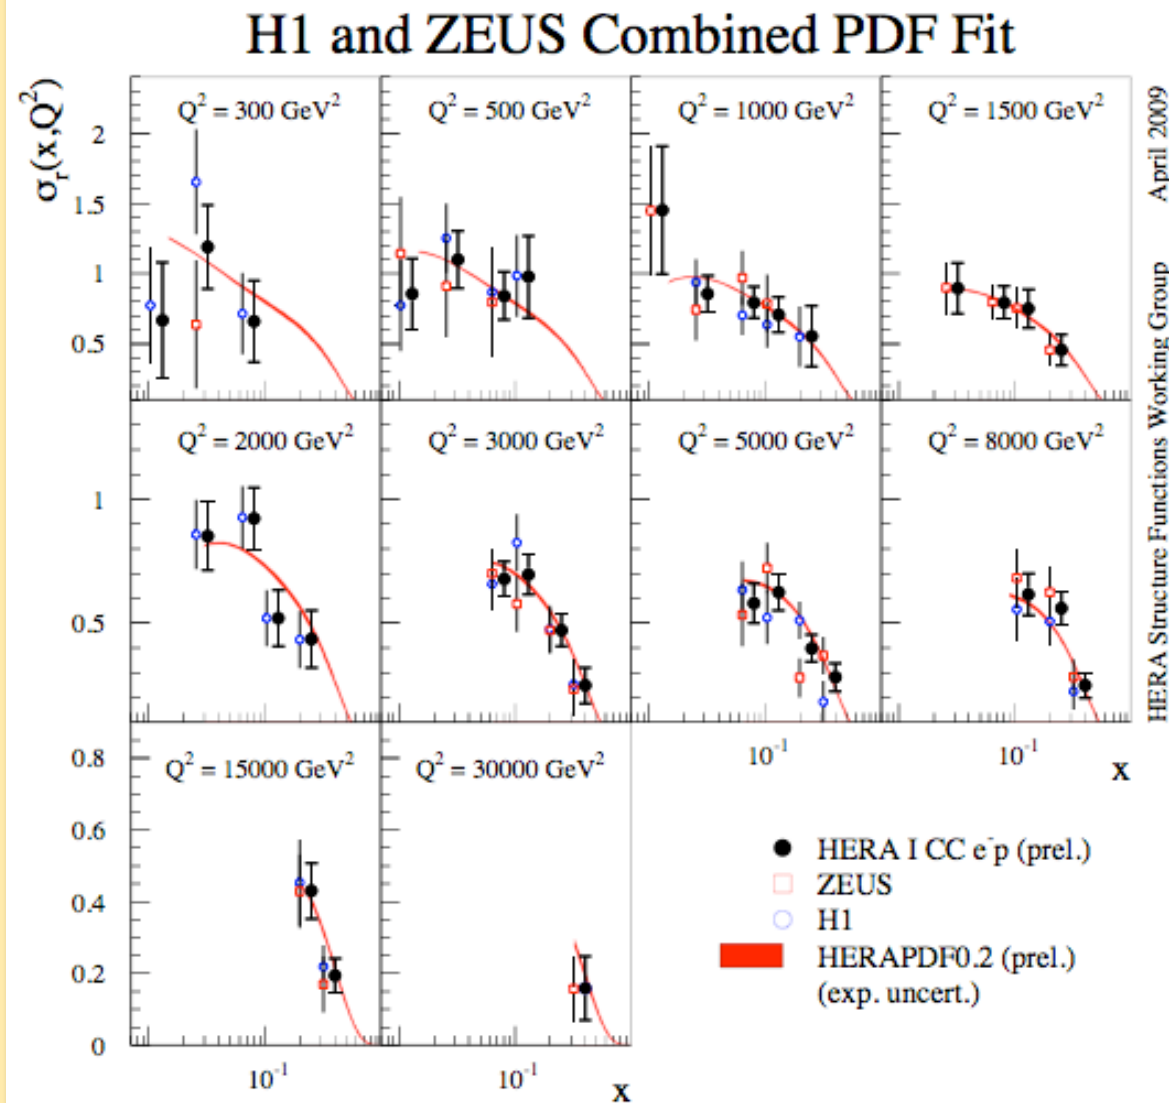 H1 and ZEUS Combined PDF Fit
σᵣ(x,Q²)
Q² = 300 GeV²
Q² = 500 GeV²
Q² = 1000 GeV²
Q² = 1500 GeV²
2
1.5
1
0.5
Q² = 2000 GeV²
Q² = 3000 GeV²
Q² = 5000 GeV²
Q² = 8000 GeV²
1
0.5
10⁻¹
10⁻¹
x
Q² = 15000 GeV²
Q² = 30000 GeV²
0.8
0.6
0.4
0.2
0
10⁻¹
10⁻¹
x
HERA I CC e⁻p (prel.)
ZEUS
H1
HERAPDF0.2 (prel.)
(exp. uncert.)
HERA Structure Functions Working Group April 2009